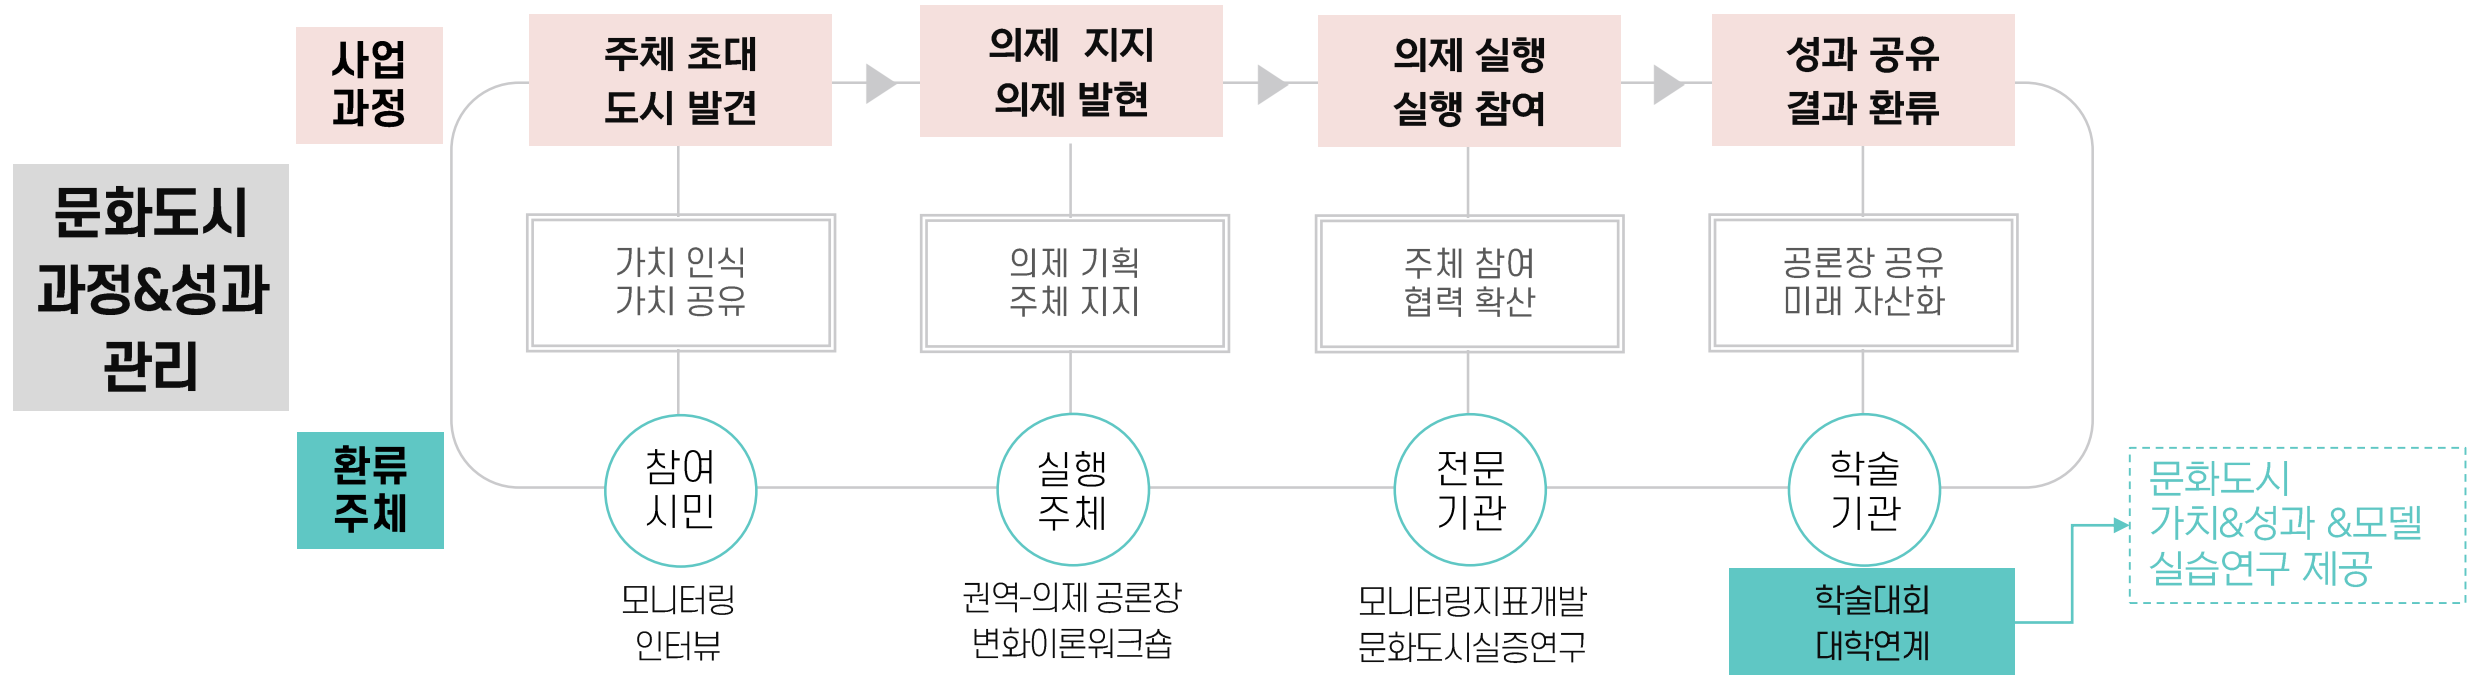 문화도시
과정&성과
관리
사업
과정
주체 초대
도시 발견
의제 지지
의제 발현
의제 실행
실행 참여
성과 공유
결과 환류
가치 인식
가치 공유
의제 기획
주체 지지
주체 참여
협력 확산
공론장 공유
미래 자산화
환류
주체
참여
시민
실행
주체
전문
기관
학술
기관
모니터링
인터뷰
권역-의제 공론장
변화이론워크숍
모니터링지표개발
문화도시실증연구
학술대회
대학연계
문화도시
가치&성과 &모델
실습연구 제공